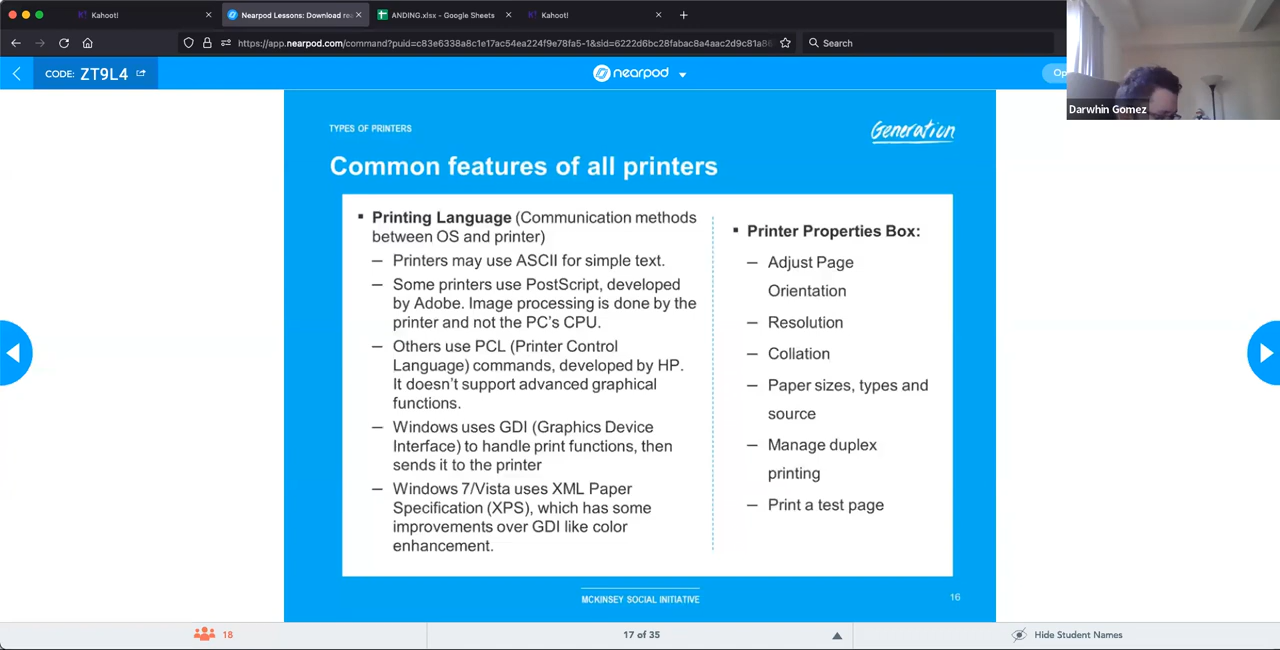 Kahoot!
Nearpod Lessons: Download re
ANDING.xlsx - Google Sheets
Kahoot!
https://app.nearpod.com/command?puid=c83e6338a8c1e17ac54ea224f9e78fa5-1&sid=6222d6bc28fabac8a4aac2d9c81a8
Search
CODE: ZT9L4
nearpod
Op
Darwhin Gomez
TYPES OF PRINTERS
Generation
Common features of all printers
▪ Printing Language (Communication methods
between OS and printer)
– Printers may use ASCII for simple text.
– Some printers use PostScript, developed
by Adobe. Image processing is done by the
printer and not the PC's CPU.
– Others use PCL (Printer Control
Language) commands, developed by HP.
It doesn't support advanced graphical
functions.
– Windows uses GDI (Graphics Device
Interface) to handle print functions, then
sends it to the printer
– Windows 7/Vista uses XML Paper
Specification (XPS), which has some
improvements over GDI like color
enhancement.
▪ Printer Properties Box:
– Adjust Page
Orientation
– Resolution
– Collation
– Paper sizes, types and
source
– Manage duplex
printing
– Print a test page
MCKINSEY SOCIAL INITIATIVE
16
18
17 of 35
Hide Student Names